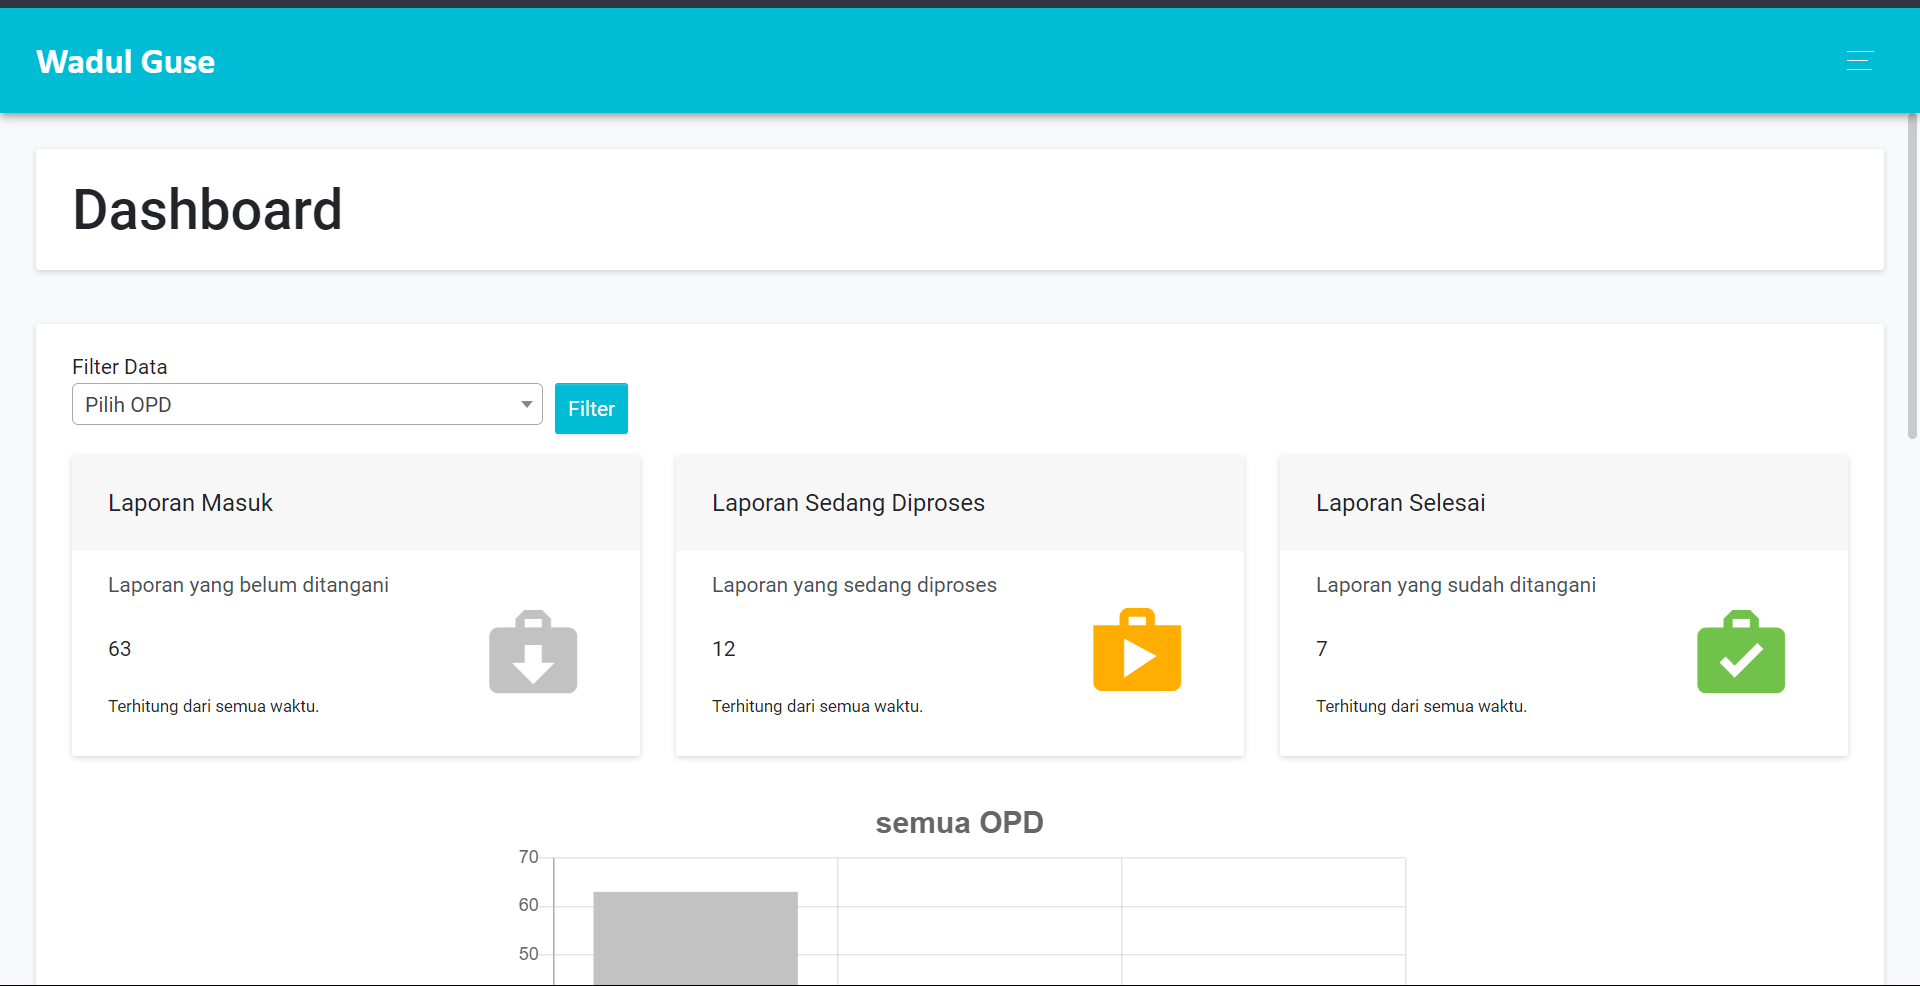 Wadul Guse
Dashboard
Filter Data
Pilih OPD
Filter
Laporan Masuk
Laporan yang belum ditangani
63
Terhitung dari semua waktu.
Laporan Sedang Diproses
Laporan yang sedang diproses
12
Terhitung dari semua waktu.
Laporan Selesai
Laporan yang sudah ditangani
7
Terhitung dari semua waktu.
semua OPD
70
60
50